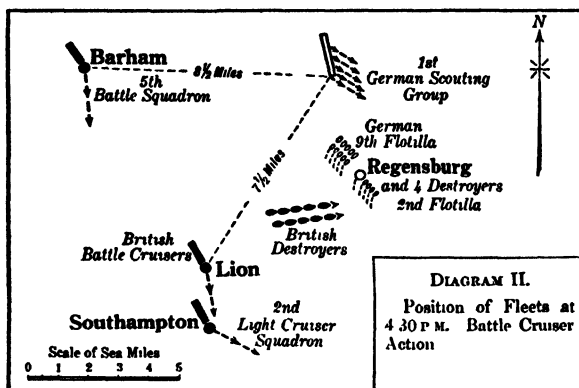 N
Barham
8½ Miles
5th
Battle Squadron
1st
German Scouting
Group
German
9th Flotilla
7½ Miles
Regensburg
and 4 Destroyers
2nd Flotilla
British
Destroyers
British
Battle Cruisers
Lion
Southampton
2nd
Light Cruiser
Squadron
Scale of Sea Miles
0 1 2 3 4 5
DIAGRAM II.
Position of Fleets at
4 30 P M. Battle Cruiser
Action